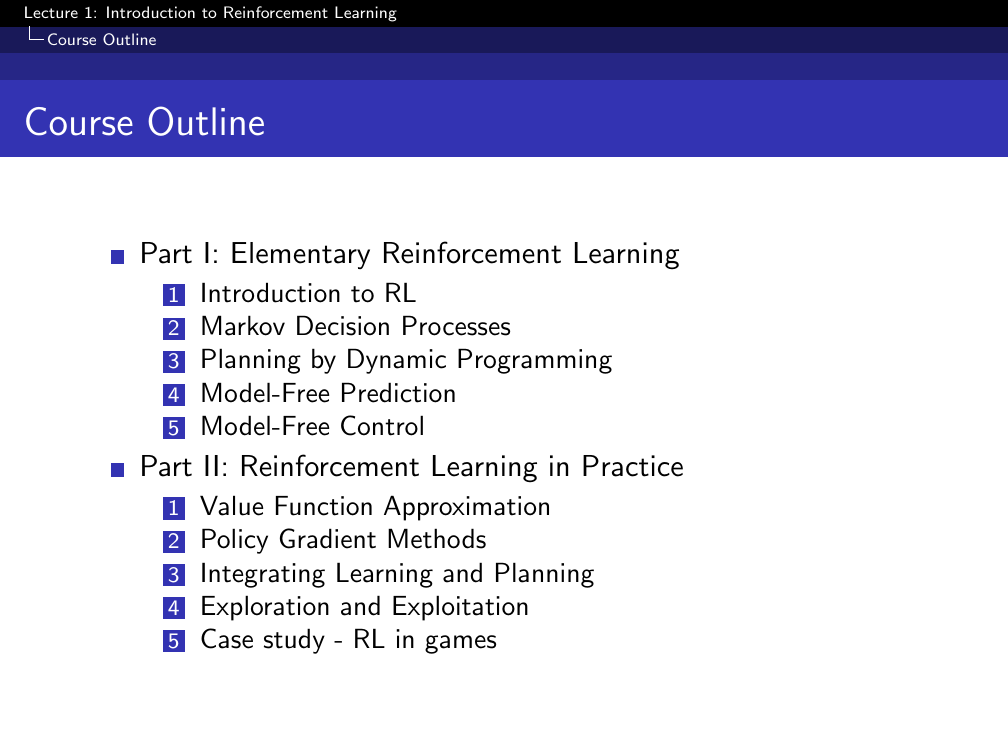 Lecture 1: Introduction to Reinforcement Learning
Course Outline
Course Outline
Part I: Elementary Reinforcement Learning
1 Introduction to RL
2 Markov Decision Processes
3 Planning by Dynamic Programming
4 Model-Free Prediction
5 Model-Free Control
Part II: Reinforcement Learning in Practice
1 Value Function Approximation
2 Policy Gradient Methods
3 Integrating Learning and Planning
4 Exploration and Exploitation
5 Case study - RL in games